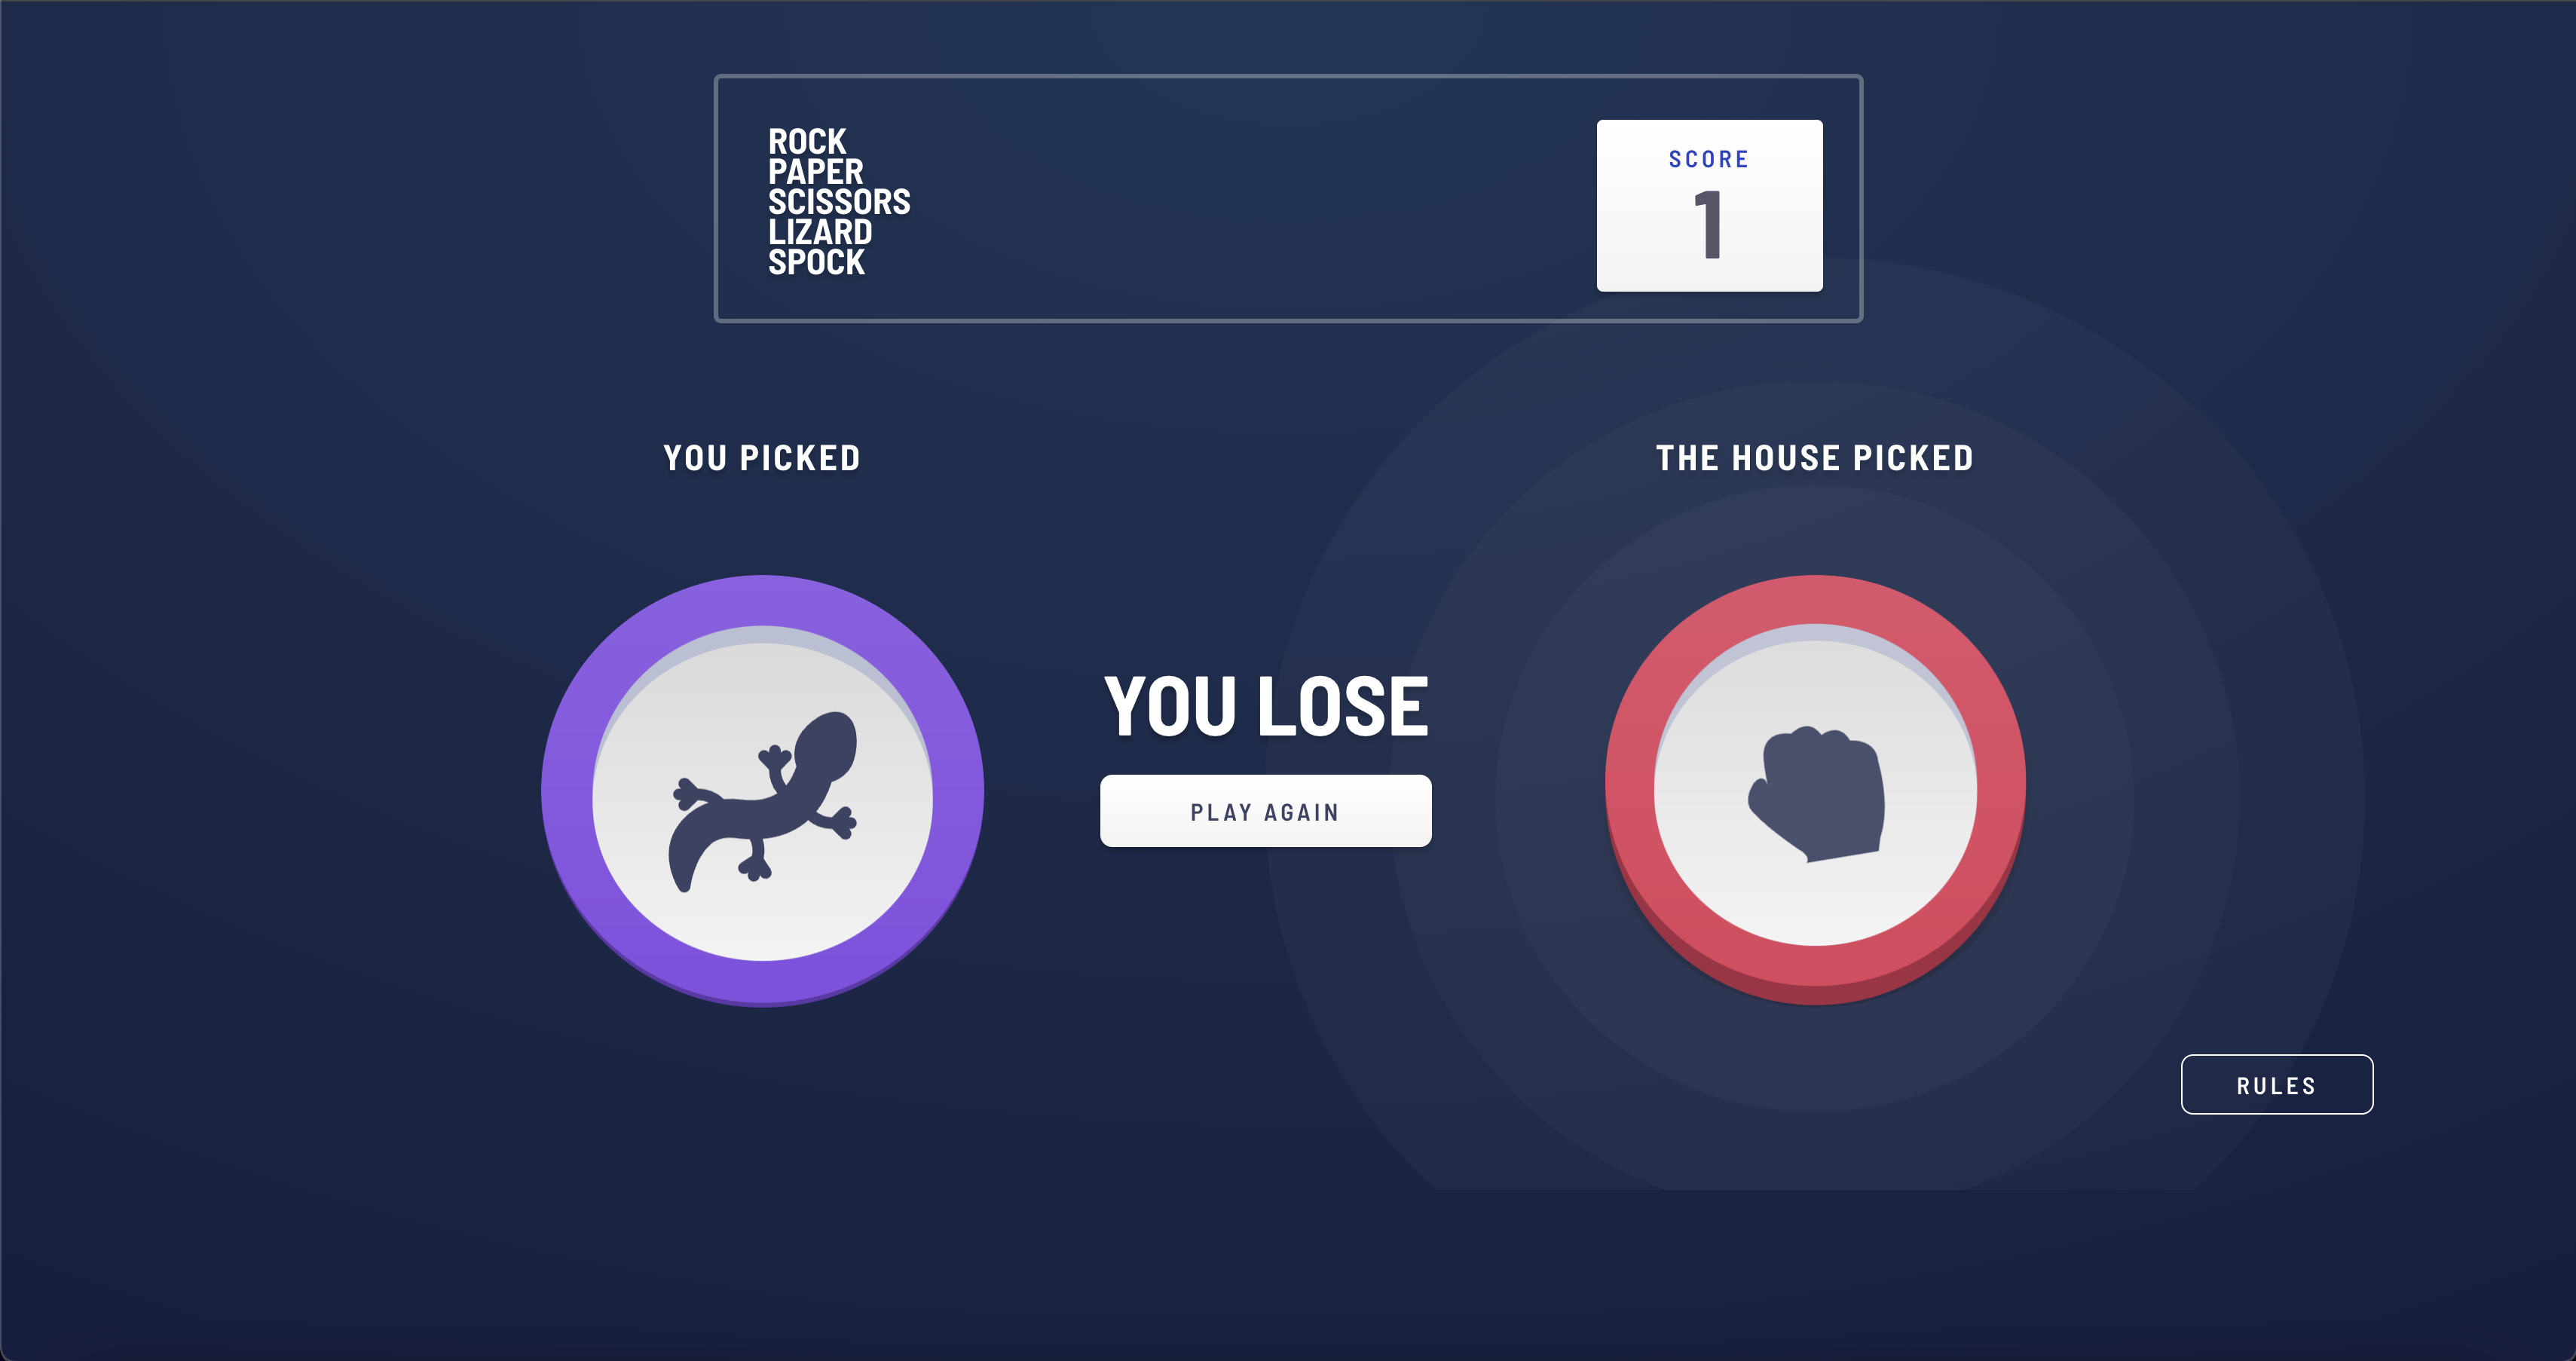 ROCK
PAPER
SCISSORS
LIZARD
SPOCK
SCORE
1
YOU PICKED
THE HOUSE PICKED
YOU LOSE
PLAY AGAIN
RULES